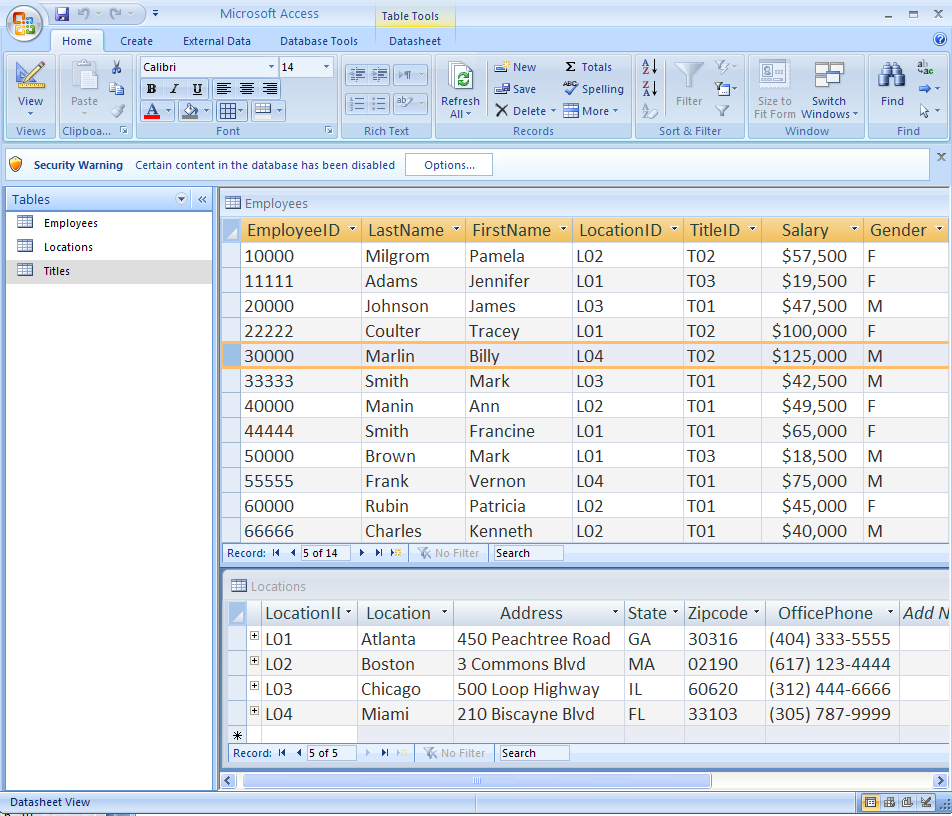 Microsoft Access
Table Tools
Home Create External Data Database Tools Datasheet
View
Views
Paste
Clipboa...
Calibri 14
B I U
A
Font
Rich Text
Refresh All
New
Save
Delete
Σ Totals
Spelling
More
Records
Filter
Sort & Filter
Size to Fit Form
Switch Windows
Window
Find
Find
Security Warning Certain content in the database has been disabled Options...
Tables
Employees
Locations
Titles
Employees
EmployeeID LastName FirstName LocationID TitleID Salary Gender
10000 Milgrom Pamela L02 T02 $57,500 F
11111 Adams Jennifer L01 T03 $19,500 F
20000 Johnson James L03 T01 $47,500 M
22222 Coulter Tracey L01 T02 $100,000 F
30000 Marlin Billy L04 T02 $125,000 M
33333 Smith Mark L03 T01 $42,500 M
40000 Manin Ann L02 T01 $49,500 F
44444 Smith Francine L01 T01 $65,000 F
50000 Brown Mark L01 T03 $18,500 M
55555 Frank Vernon L04 T01 $75,000 M
60000 Rubin Patricia L02 T01 $45,000 F
66666 Charles Kenneth L02 T01 $40,000 M
Record: 5 of 14 No Filter Search
Locations
LocationII Location Address State Zipcode OfficePhone Add N
L01 Atlanta 450 Peachtree Road GA 30316 (404) 333-5555
L02 Boston 3 Commons Blvd MA 02190 (617) 123-4444
L03 Chicago 500 Loop Highway IL 60620 (312) 444-6666
L04 Miami 210 Biscayne Blvd FL 33103 (305) 787-9999
Record: 5 of 5 No Filter Search
Datasheet View